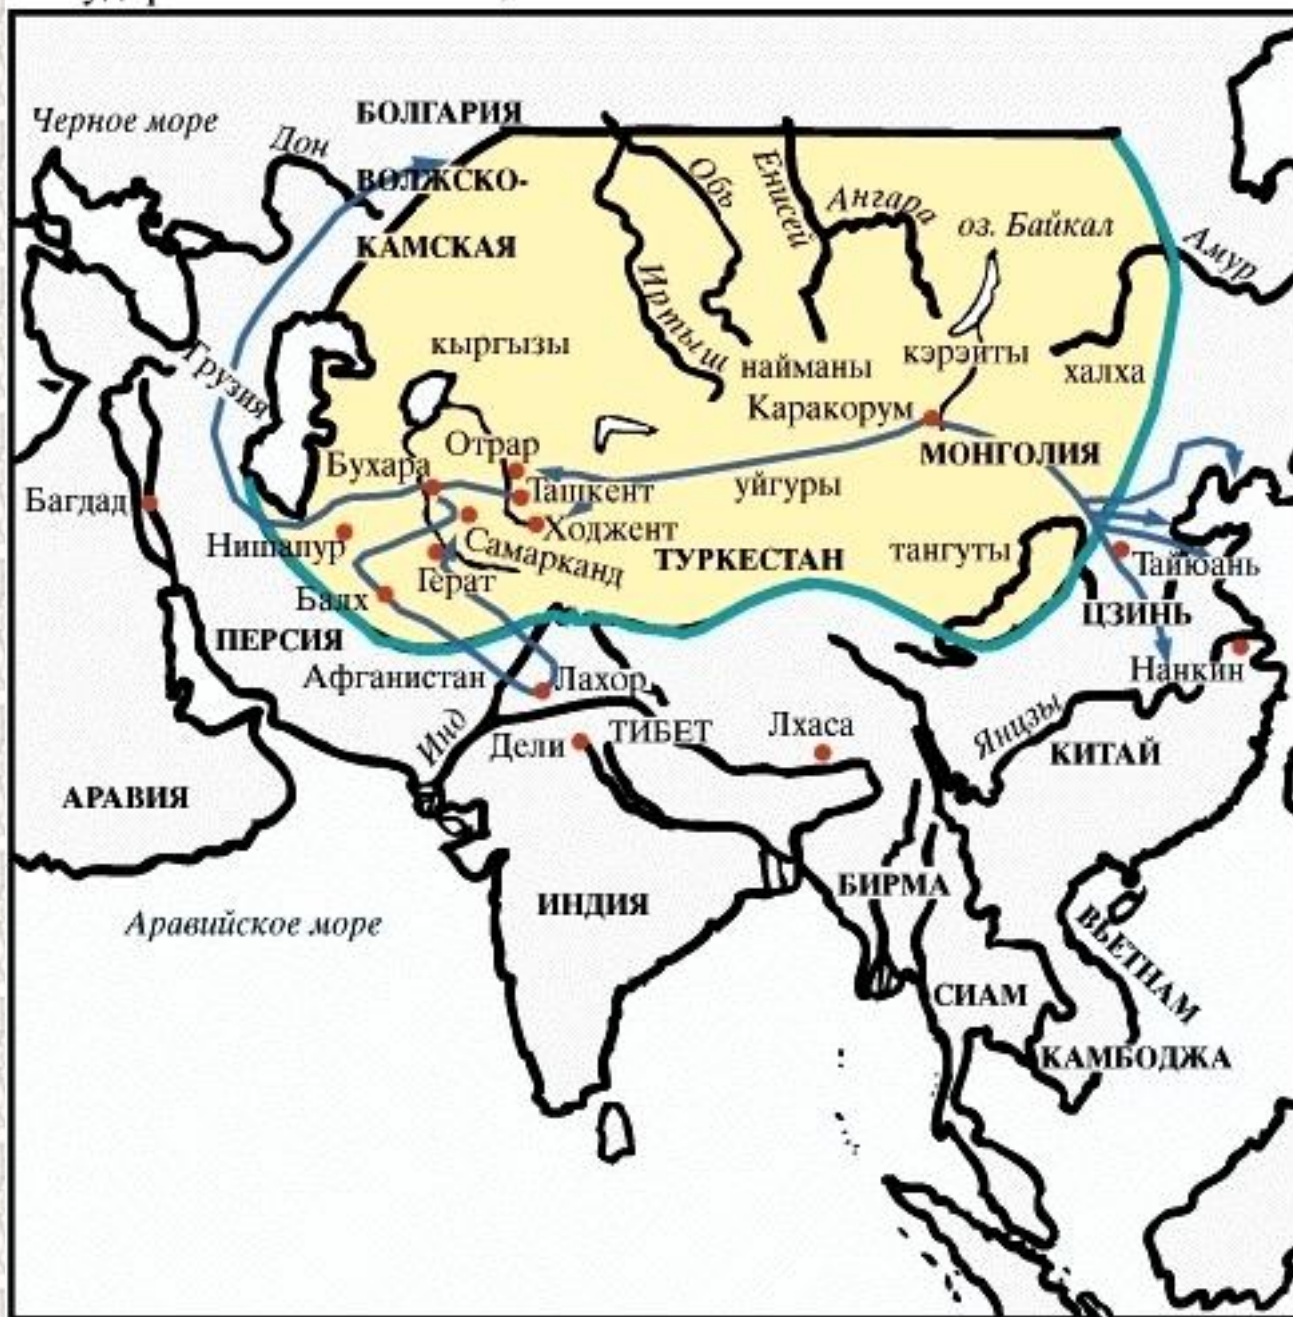 БОЛГАРИЯ
Черное море
Дон
ВОЛЖСКО-
Обь
Енисей
Ангара
оз. Байкал
Амур
КАМСКАЯ
Иртыш
Грузия
кыргызы
найманы
кэрэиты
халха
Каракорум
Отрар
Бухара
МОНГОЛИЯ
Багдад
Ташкент
уйгуры
Ходжент
Нишапур
Самарканд
ТУРКЕСТАН
тангуты
Тайюань
Герат
Балх
ЦЗИНЬ
ПЕРСИЯ
Афганистан
Лахор
Нанкин
Инд
Дели
ТИБЕТ
Лхаса
Янцзы
КИТАЙ
АРАВИЯ
ИНДИЯ
БИРМА
Аравийское море
ВЬЕТНАМ
СИАМ
КАМБОДЖА